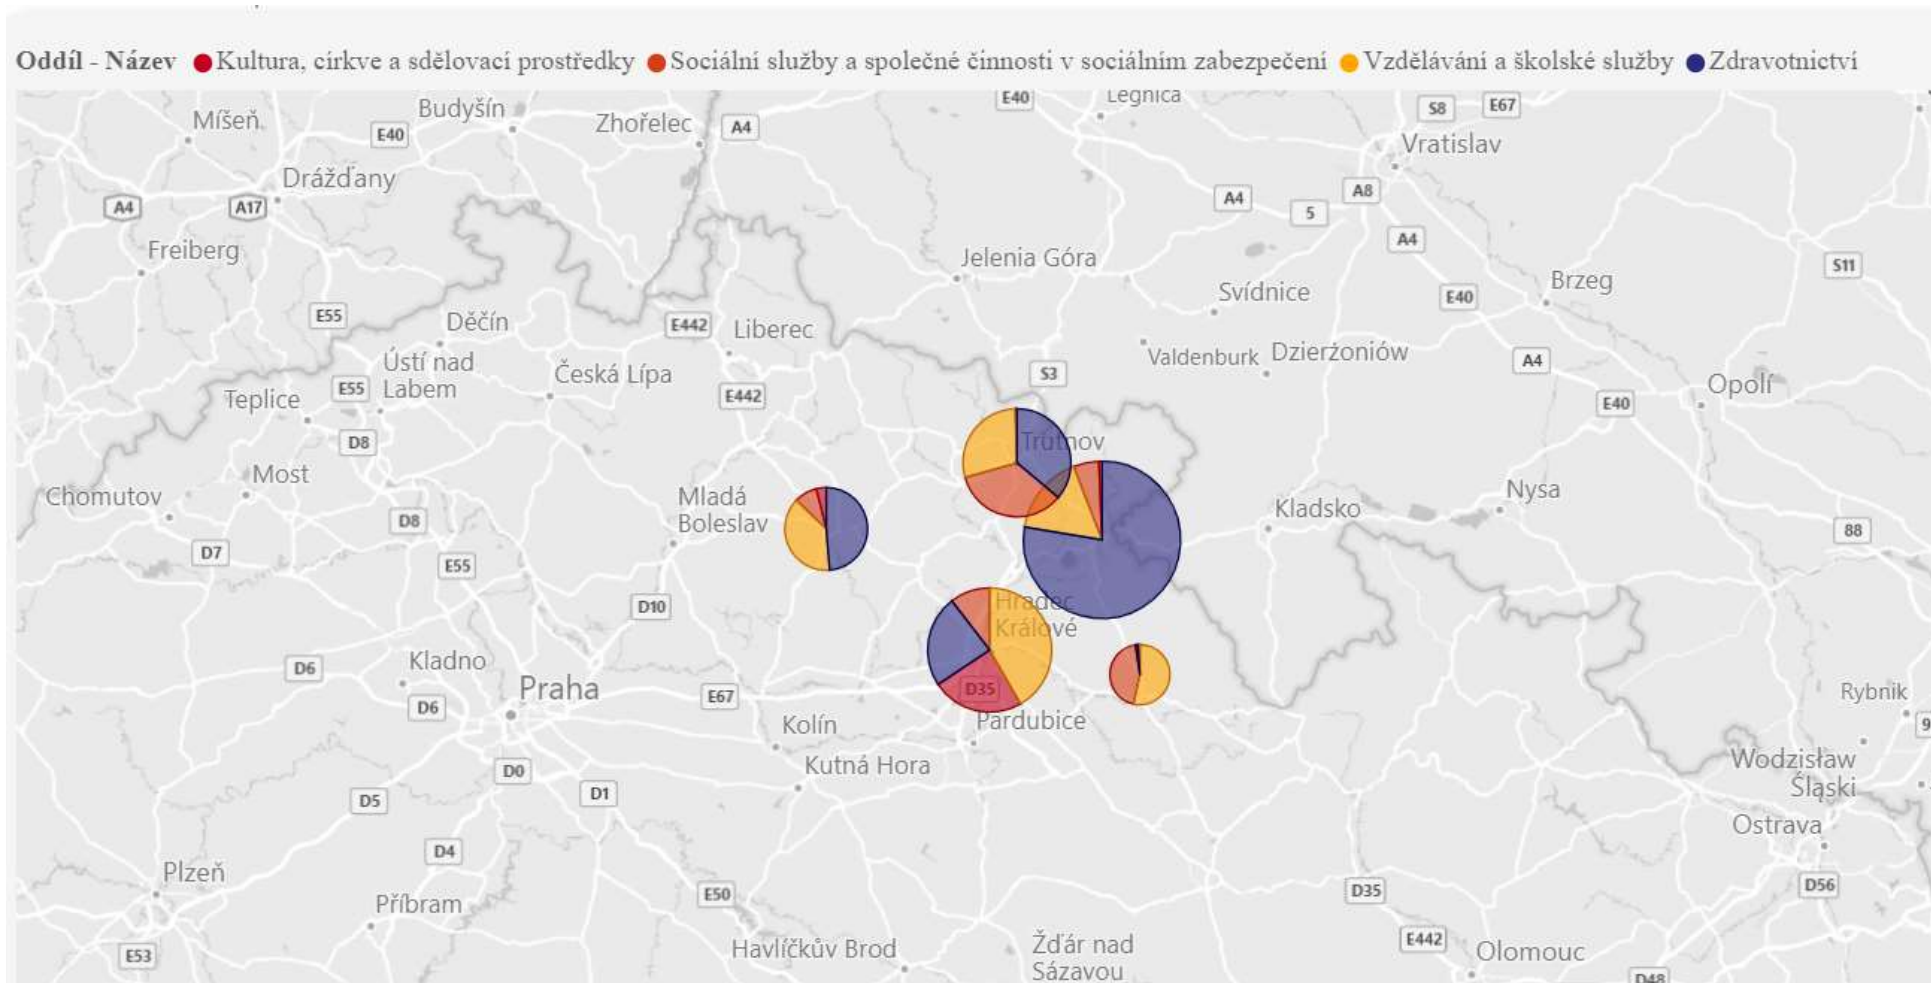 Oddíl - Název Kultura, církve a sdělovací prostředky Sociální služby a společné činnosti v sociálním zabezpečení Vzdělávání a školské služby Zdravotnictví
E40
Legnica
Budyšín
S8
E67
Míšeň
Zhořelec
A4
E40
Vratislav
Drážďany
A8
A4
A17
A4
5
A4
Freiberg
Jelenia Góra
S11
Brzeg
Svídnice
E40
E55
Děčín
E442
Liberec
Valdenburk
Dzierżoniów
Ústí nad
Labem
A4
S3
Česká Lípa
E55
Opolí
Teplice
E442
E40
D8
Trutnov
Most
Chomutov
Mladá
Boleslav
Nysa
Kladsko
D8
88
D7
E55
D10
Hradec
Králové
Kladno
D6
Praha
E67
D35
Rybnik
D6
Kolín
Pardubice
9
Wodzisław
Śląski
Kutná Hora
D0
D1
D5
Ostrava
D4
Plzeň
D56
D35
E50
Příbram
E442
Havlíčkův Brod
Žďár nad
Sázavou
E53
Olomouc
D48